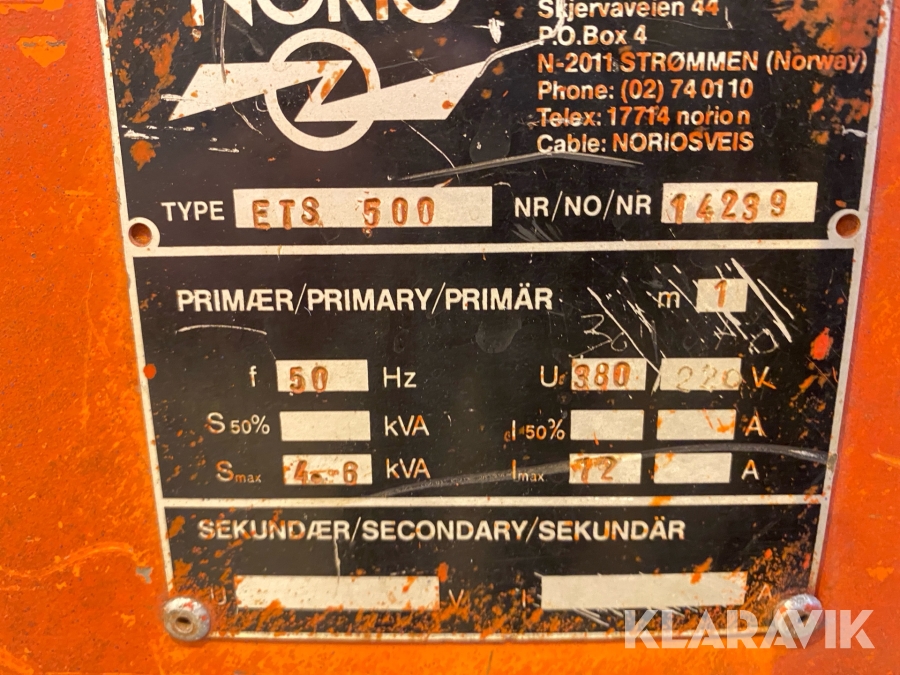 NORIO
Skjervaveien 44
P.O.Box 4
N-2011 STRØMMEN (Norway)
Phone: (02) 74 01 10
Telex: 17714 norio n
Cable: NORIOSVEIS
TYPE ETS 500 NR/NO/NR 14239
PRIMÆR/PRIMARY/PRIMÄR m 1
f 50 Hz U 380 / 220 V
S 50% kVA I 50% A
Smax 4.6 kVA Imax 12 A
SEKUNDÆR/SECONDARY/SEKUNDÄR
U V I A
KLARAVIK